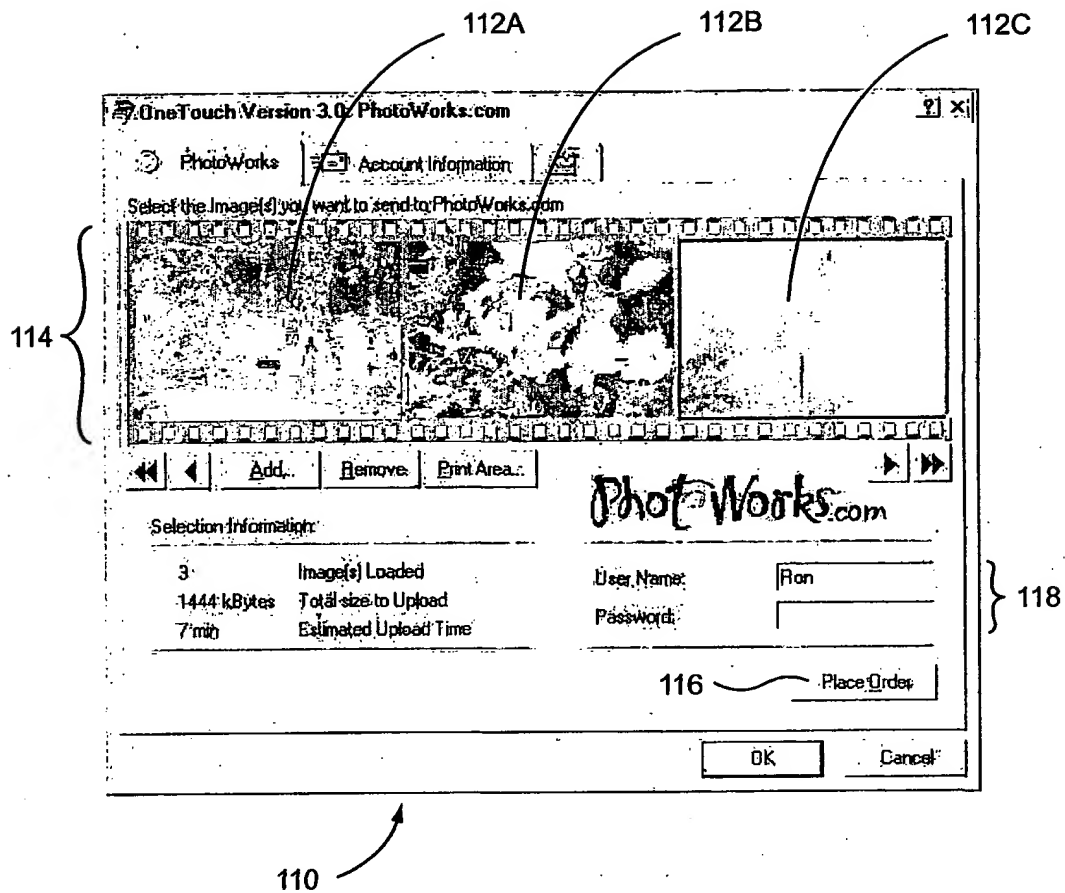 112A 112B 112C
OneTouch Version 3.0: PhotoWorks.com
PhotoWorks Account Information
Select the Image(s) you want to send to PhotoWorks.com
114
Add... Remove Print Area...
PhotoWorks.com
Selection Information:
3 Image(s) Loaded
1444 kBytes Total size to Upload
7 min Estimated Upload Time
User Name: Ron
Password:
118
116 Place Order
OK Cancel
110